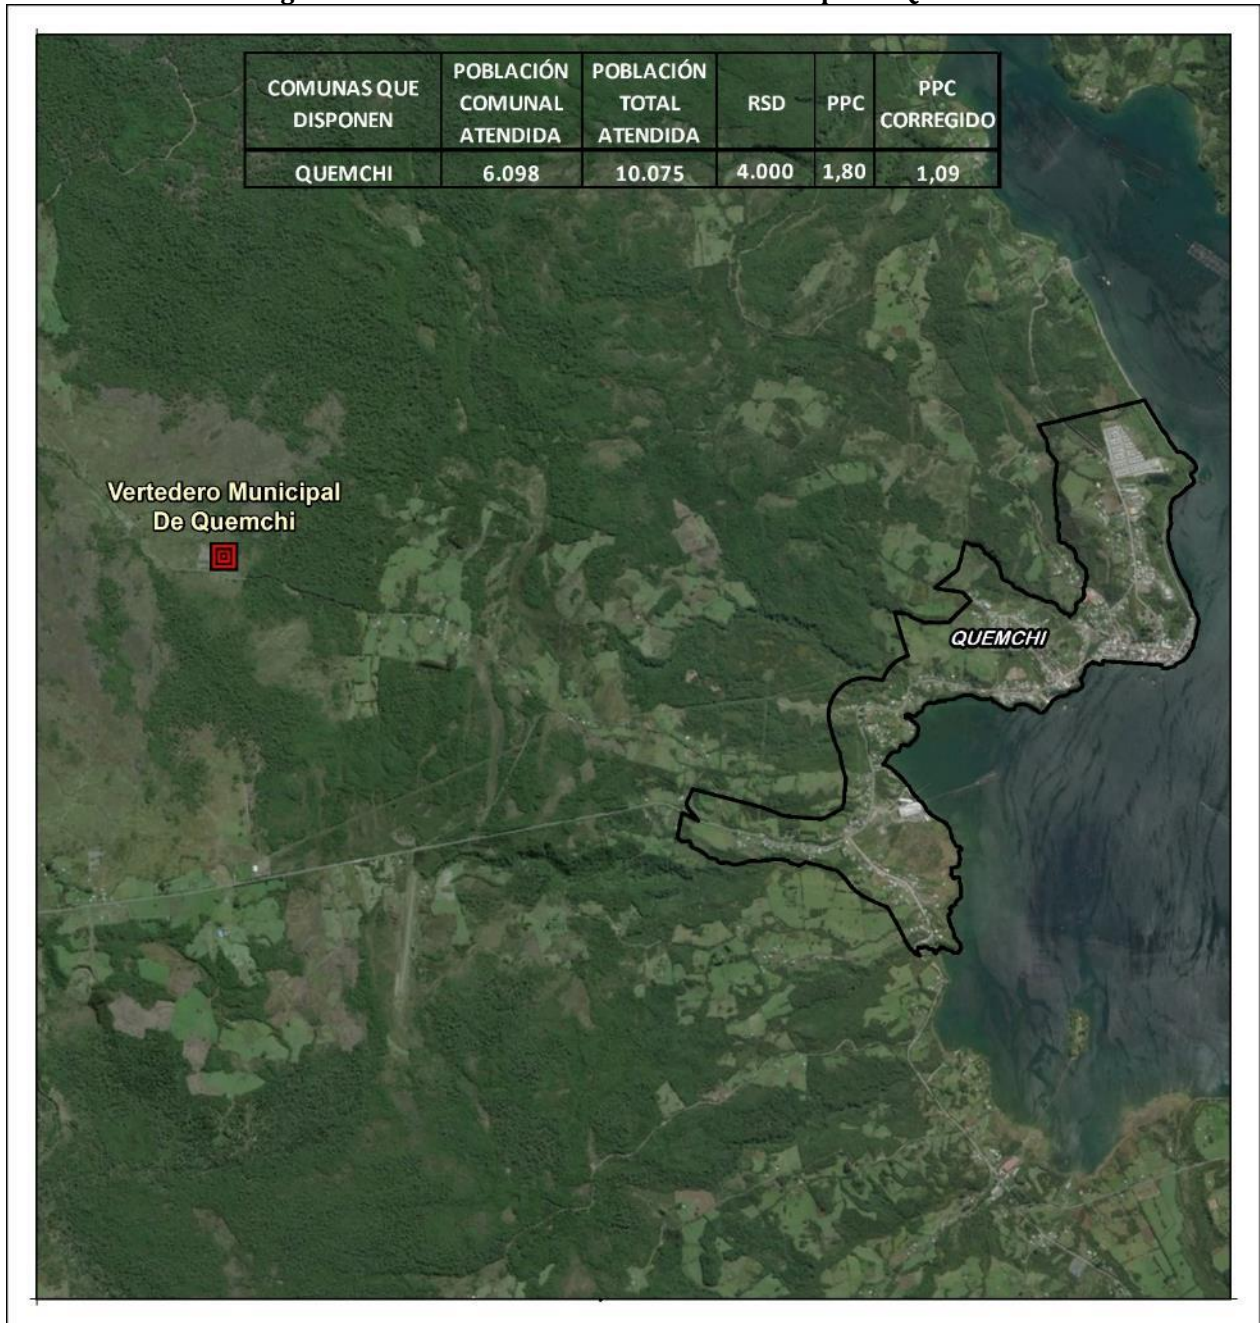 COMUNAS QUE DISPONEN
POBLACIÓN COMUNAL ATENDIDA
POBLACIÓN TOTAL ATENDIDA
RSD
PPC
PPC CORREGIDO
QUEMCHI 6.098 10.075 4.000 1,80 1,09
Vertedero Municipal
De Quemchi
QUEMCHI